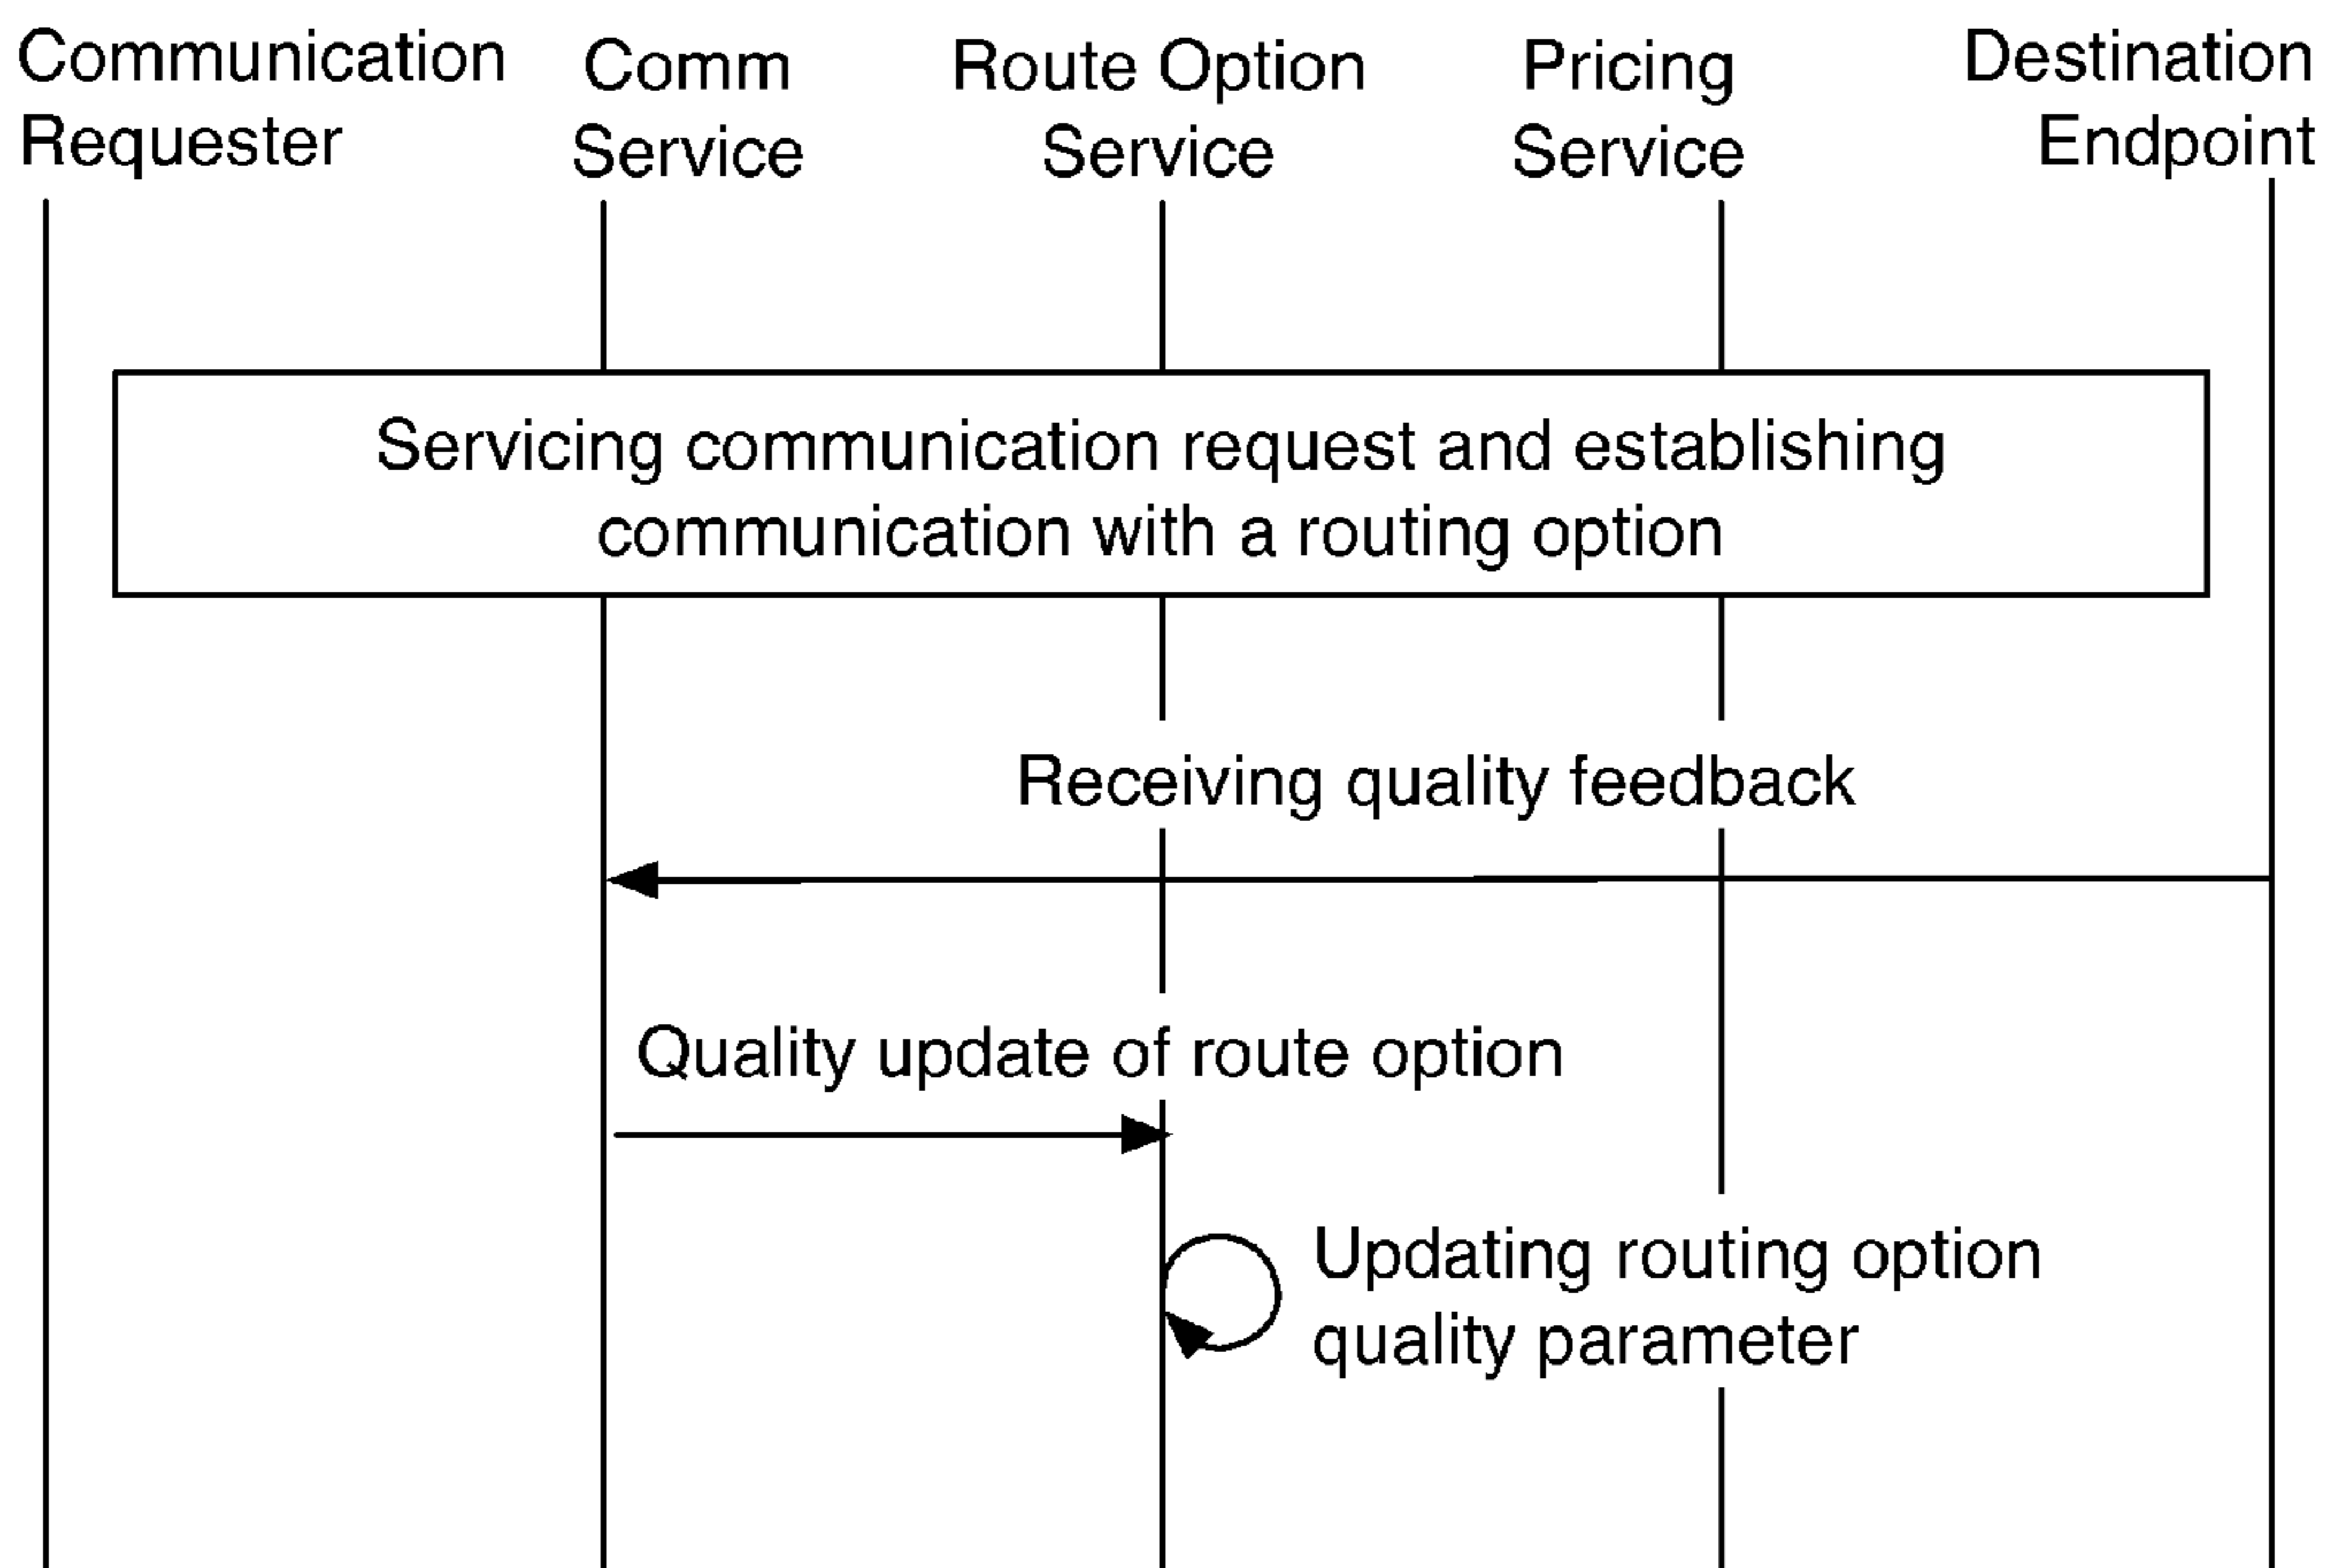 Communication
Requester
Comm
Service
Route Option
Service
Pricing
Service
Destination
Endpoint
Servicing communication request and establishing
communication with a routing option
Receiving quality feedback
Quality update of route option
Updating routing option
quality parameter